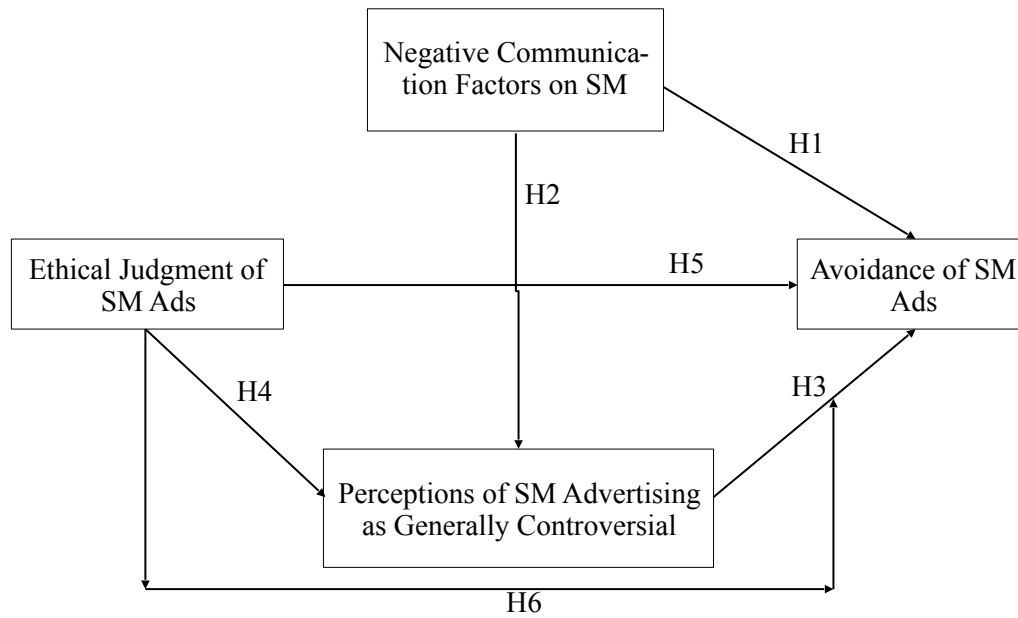 Negative Communica-
tion Factors on SM
H1
H2
Ethical Judgment of
SM Ads
H5
Avoidance of SM
Ads
H4
H3
Perceptions of SM Advertising
as Generally Controversial
H6